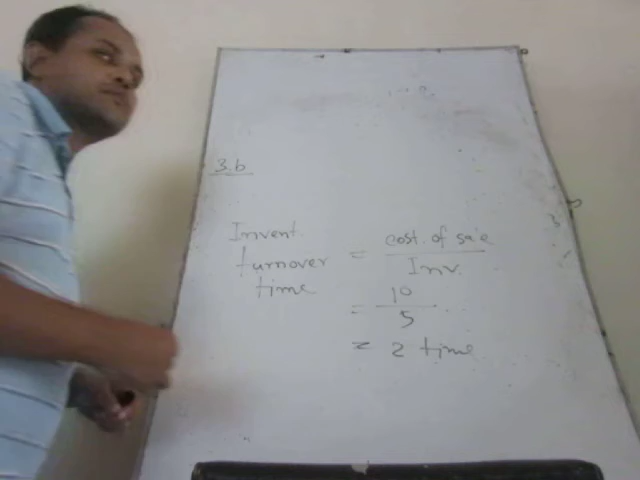 3.b
Invent.
turnover = cost of sale / Inv.
time
= 10 / 5
= 2 time